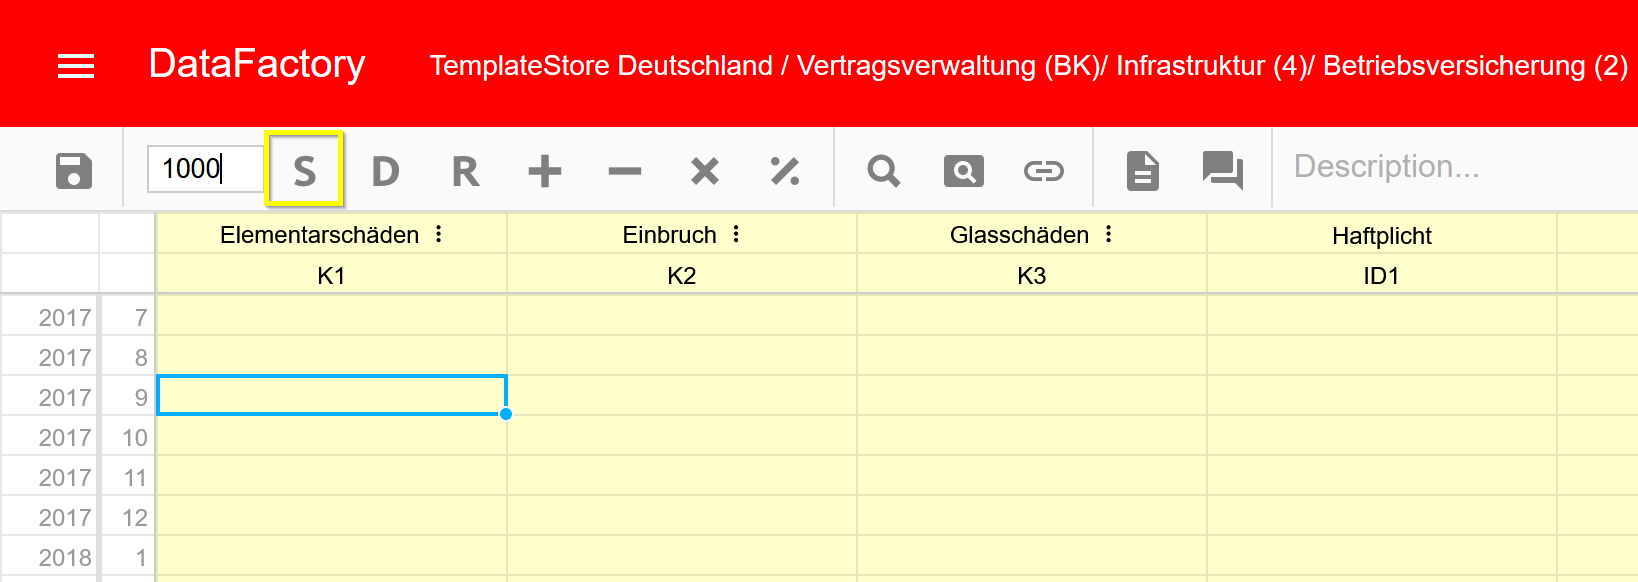 DataFactory TemplateStore Deutschland / Vertragsverwaltung (BK)/ Infrastruktur (4)/ Betriebsversicherung (2)
1000 S D R + − × ٪ Description...
Elementarschäden Einbruch Glasschäden Haftplicht
K1 K2 K3 ID1
2017 7
2017 8
2017 9
2017 10
2017 11
2017 12
2018 1